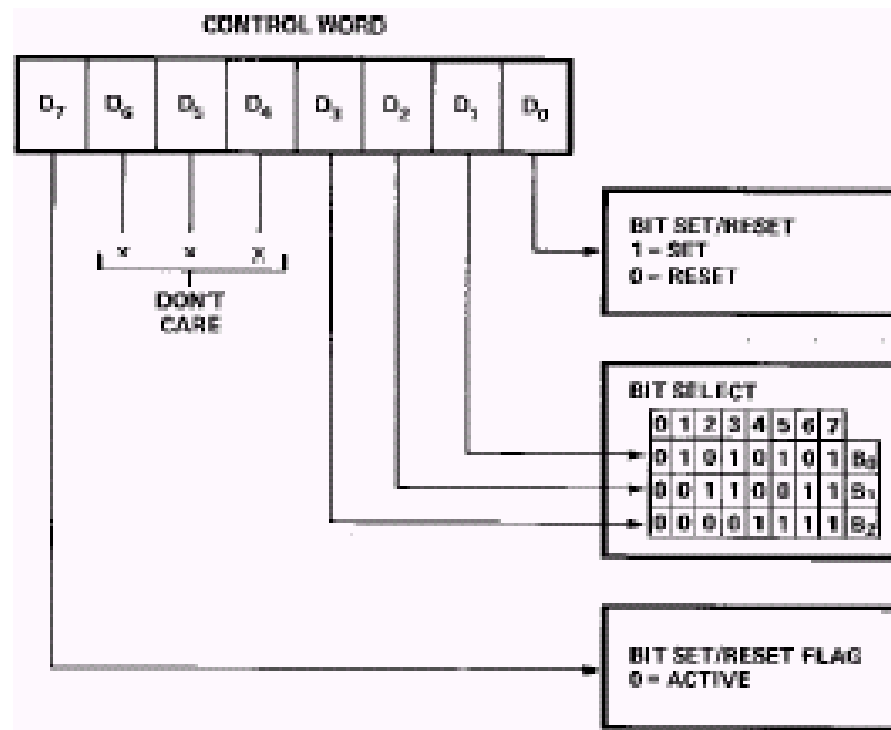 CONTROL WORD
D7 D6 D5 D4 D3 D2 D1 D0
X X X
DON'T
CARE
BIT SET/RESET
1 = SET
0 = RESET
BIT SELECT
0 1 2 3 4 5 6 7
0 1 0 1 0 1 0 1 B0
0 0 1 1 0 0 1 1 B1
0 0 0 0 1 1 1 1 B2
BIT SET/RESET FLAG
0 = ACTIVE